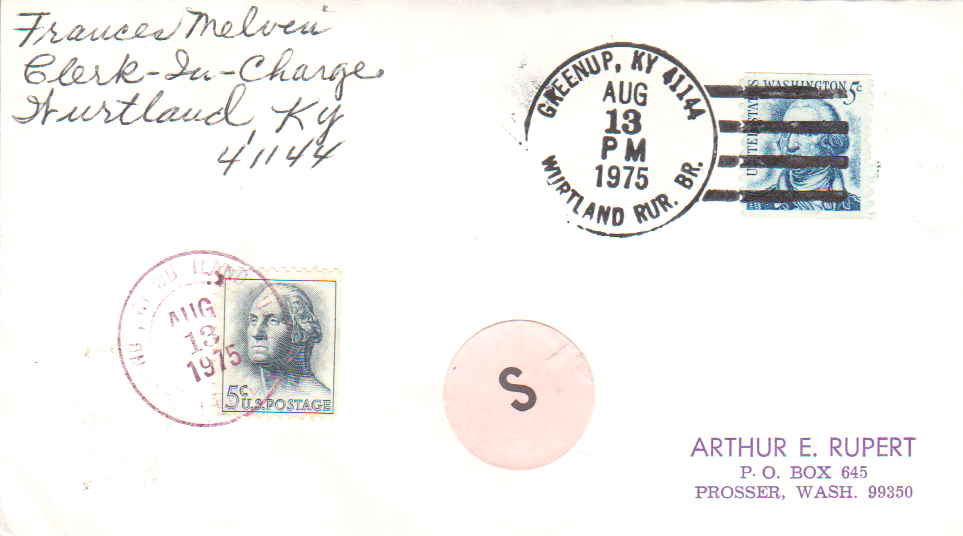 Frances Melvin
Clerk-In-Charge
Wurtland, Ky
41144
GREENUP, KY 41144
AUG
13
PM
1975
WURTLAND RUR. BR.
UNITED STATES
WASHINGTON 5c
AUG
13
1975
5c
U.S. POSTAGE
S
ARTHUR E. RUPERT
P. O. BOX 645
PROSSER, WASH. 99350